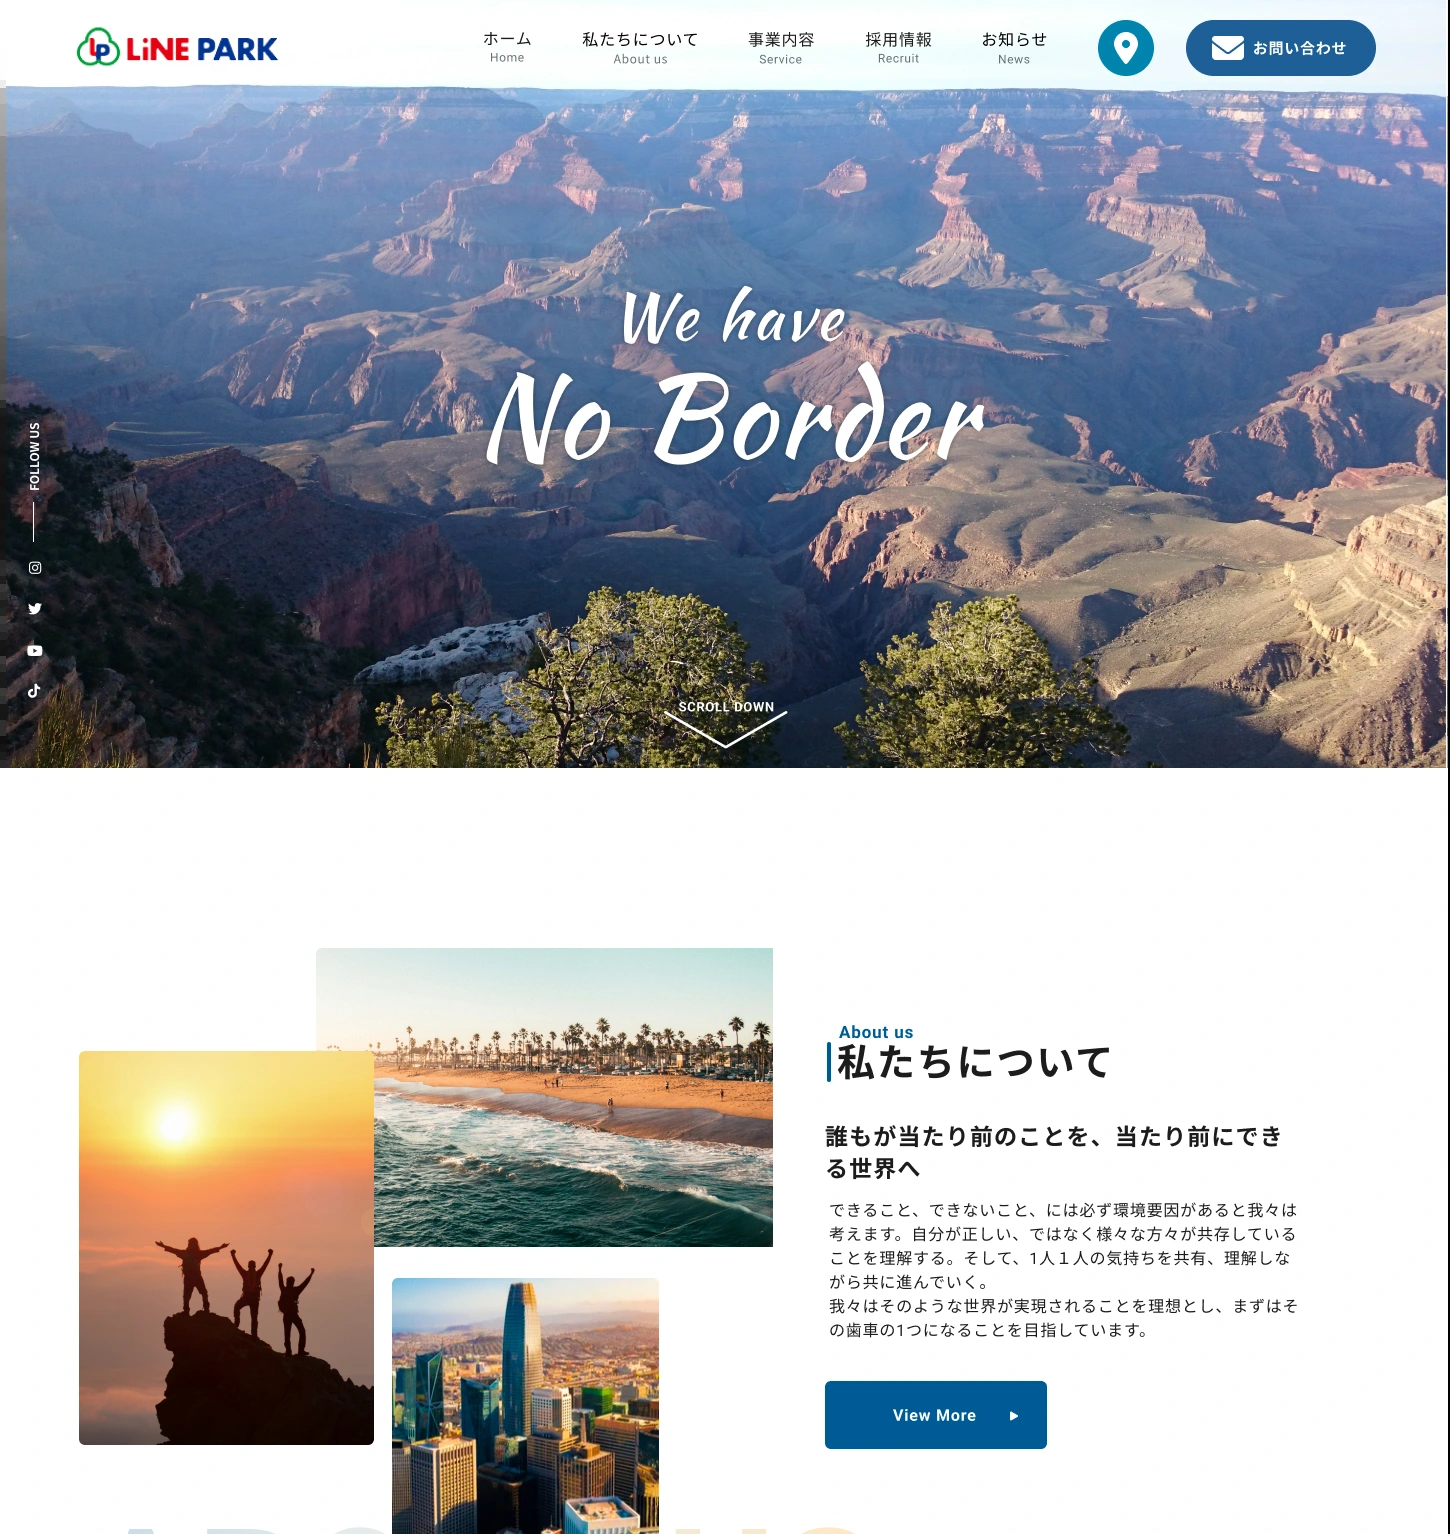 LP LiNE PARK
ホーム
Home
私たちについて
About us
事業内容
Service
採用情報
Recruit
お知らせ
News
お問い合わせ
We have
No Border
FOLLOW US
SCROLL DOWN
About us
私たちについて
誰もが当たり前のことを、当たり前にでき
る世界へ
できること、できないこと、には必ず環境要因があると我々は
考えます。自分が正しい、ではなく様々な方々が共存している
ことを理解する。そして、1人１人の気持ちを共有、理解しな
がら共に進んでいく。
我々はそのような世界が実現されることを理想とし、まずはそ
の歯車の1つになることを目指しています。
View More